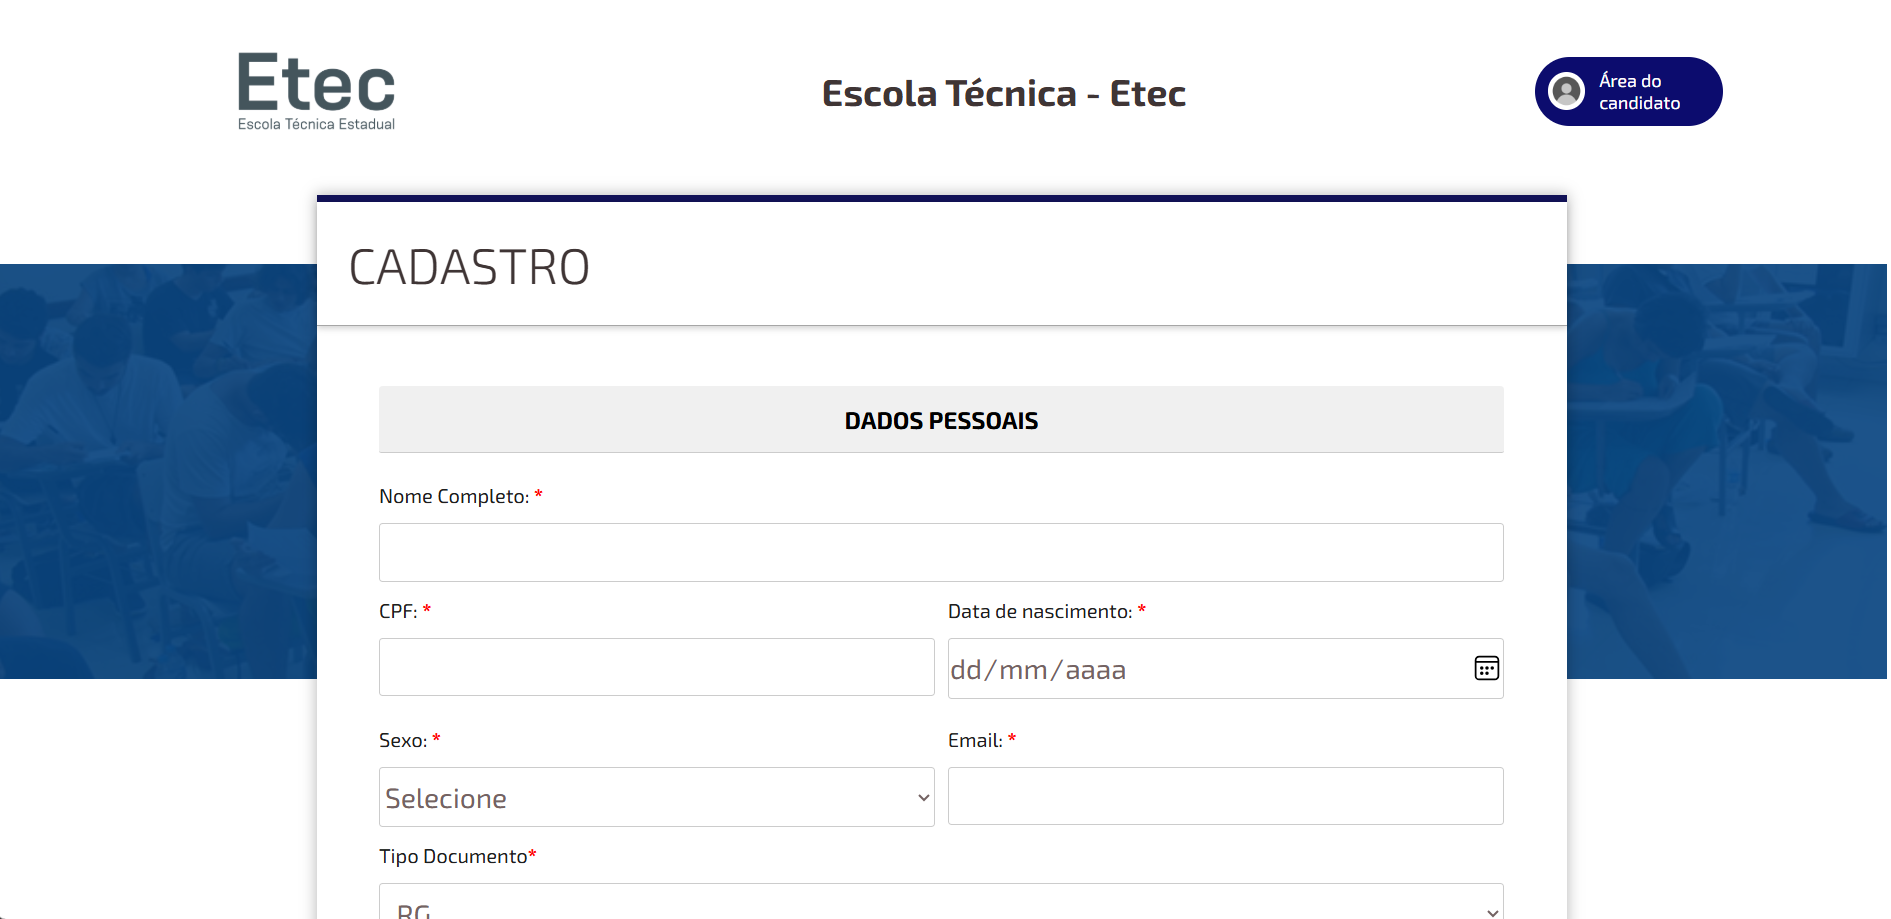 Etec
Escola Técnica Estadual
Escola Técnica - Etec
Área do
candidato
CADASTRO
DADOS PESSOAIS
Nome Completo: *
CPF: *
Data de nascimento: *
dd/mm/aaaa
Sexo: *
Email: *
Selecione
Tipo Documento*
RG